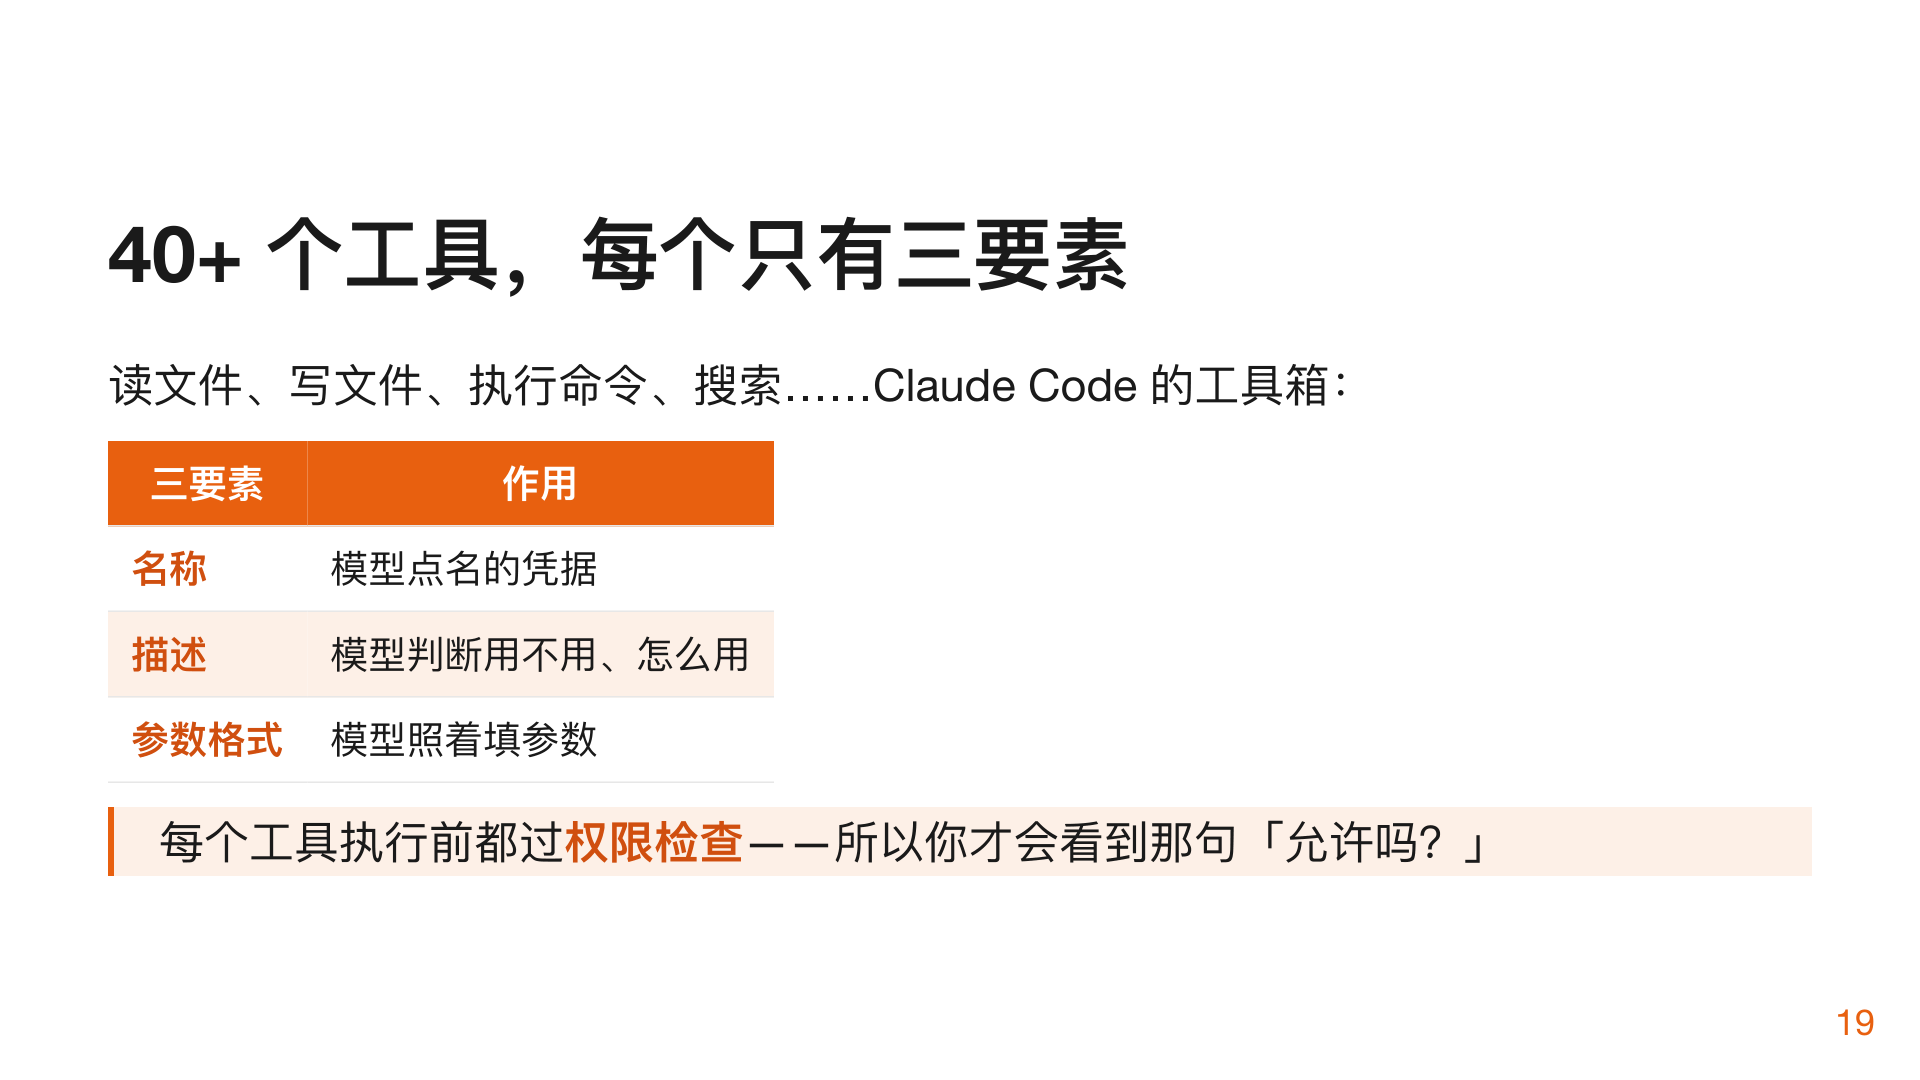 40+ 个工具，每个只有三要素
读文件、写文件、执行命令、搜索……Claude Code 的工具箱：
三要素 作用
名称 模型点名的凭据
描述 模型判断用不用、怎么用
参数格式 模型照着填参数
每个工具执行前都过权限检查——所以你才会看到那句「允许吗？」
19